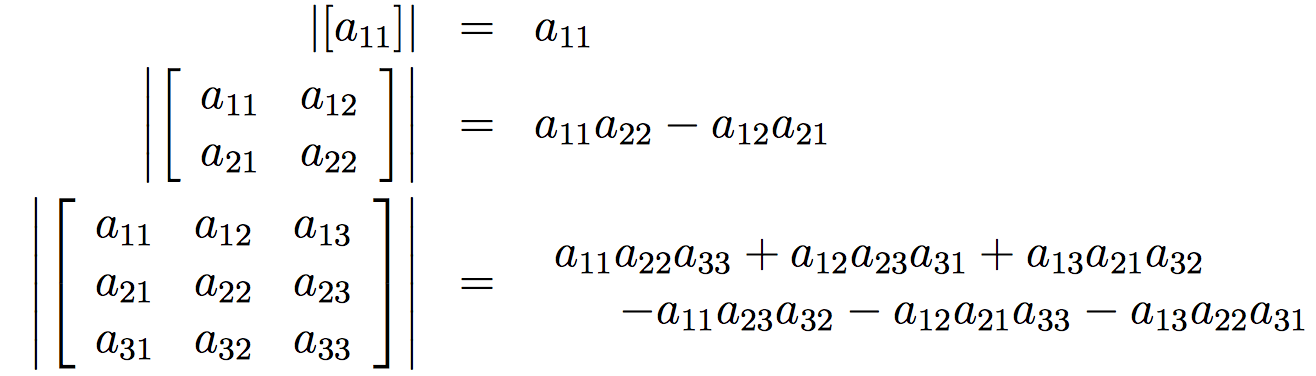 |[a₁₁]| = a₁₁
|[ a₁₁ a₁₂
a₂₁ a₂₂ ]| = a₁₁a₂₂ − a₁₂a₂₁
|[ a₁₁ a₁₂ a₁₃
a₂₁ a₂₂ a₂₃
a₃₁ a₃₂ a₃₃ ]| = a₁₁a₂₂a₃₃ + a₁₂a₂₃a₃₁ + a₁₃a₂₁a₃₂
−a₁₁a₂₃a₃₂ − a₁₂a₂₁a₃₃ − a₁₃a₂₂a₃₁